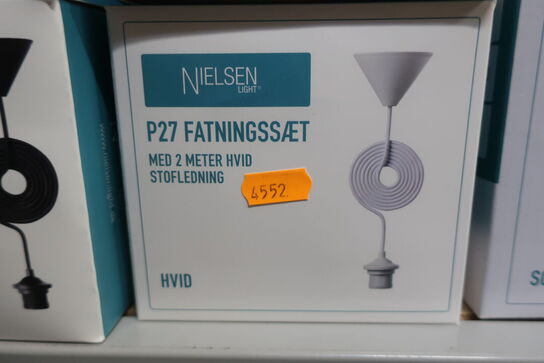 NIELSEN
LIGHT®
P27 FATNINGSSÆT
MED 2 METER HVID
STOFLEDNING
4552
HVID